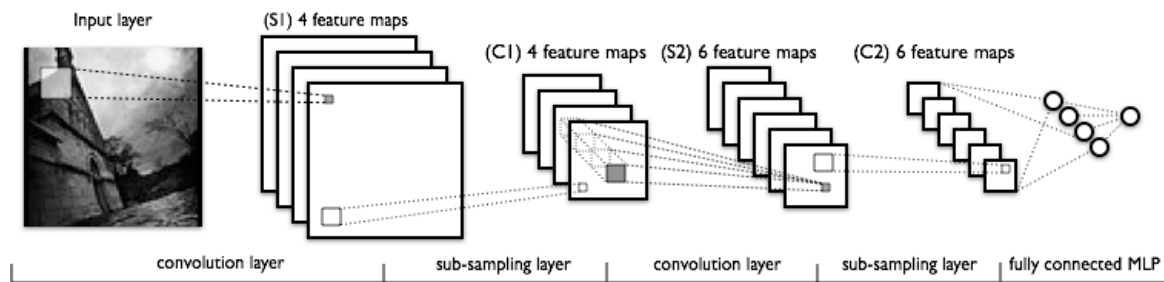 Input layer
(S1) 4 feature maps
(C1) 4 feature maps
(S2) 6 feature maps
(C2) 6 feature maps
convolution layer
sub-sampling layer
convolution layer
sub-sampling layer
fully connected MLP